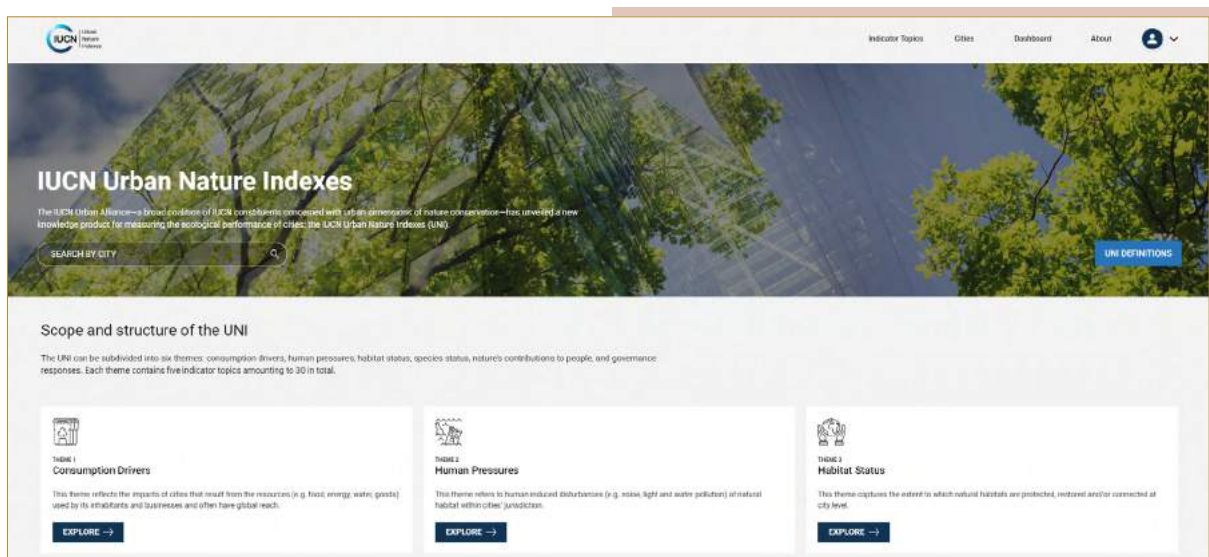 IUCN
Urban
Nature
Indexes
Indicator Topics
Cities
Dashboard
About
IUCN Urban Nature Indexes
The IUCN Urban Alliance—a broad coalition of IUCN constituents concerned with urban dimensions of nature conservation—has unveiled a new
knowledge product for measuring the ecological performance of cities: the IUCN Urban Nature Indexes (UNI).
SEARCH BY CITY
UNI DEFINITIONS
Scope and structure of the UNI
The UNI can be subdivided into six themes: consumption drivers, human pressures, habitat status, species status, nature's contributions to people, and governance
responses. Each theme contains five indicator topics amounting to 30 in total.
THEME 1
Consumption Drivers
This theme reflects the impacts of cities that result from the resources (e.g. food, energy, water, goods)
used by its inhabitants and businesses and often have global reach.
EXPLORE →
THEME 2
Human Pressures
This theme refers to human-induced disturbances (e.g. noise, light and water pollution) of natural
habitat within cities' jurisdiction.
EXPLORE →
THEME 3
Habitat Status
This theme captures the extent to which natural habitats are protected, restored and/or connected at
city level.
EXPLORE →